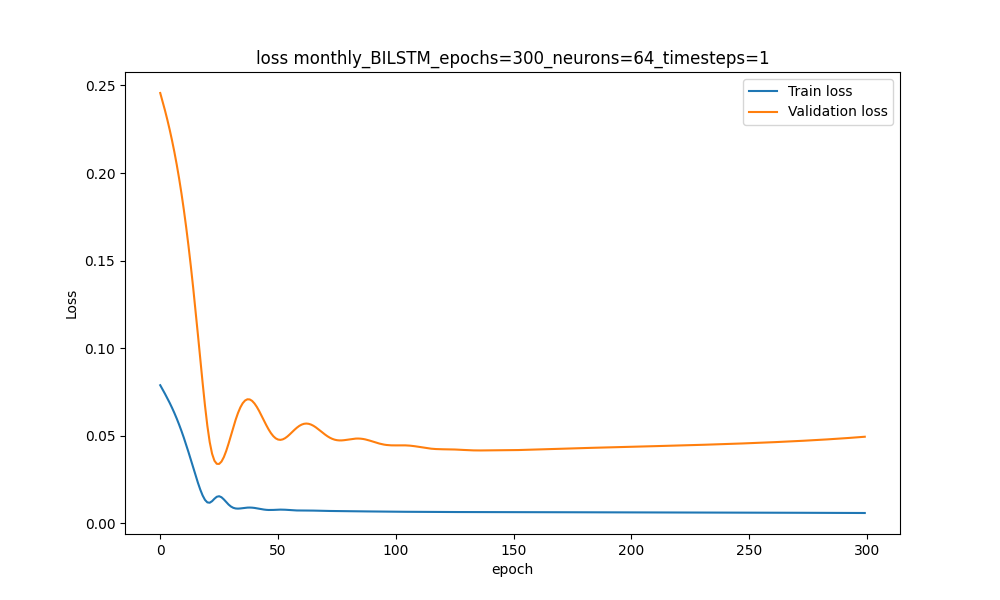 loss monthly_BILSTM_epochs=300_neurons=64_timesteps=1
Train loss
Validation loss
Loss
0.25
0.20
0.15
0.10
0.05
0.00
0
50
100
150
200
250
300
epoch